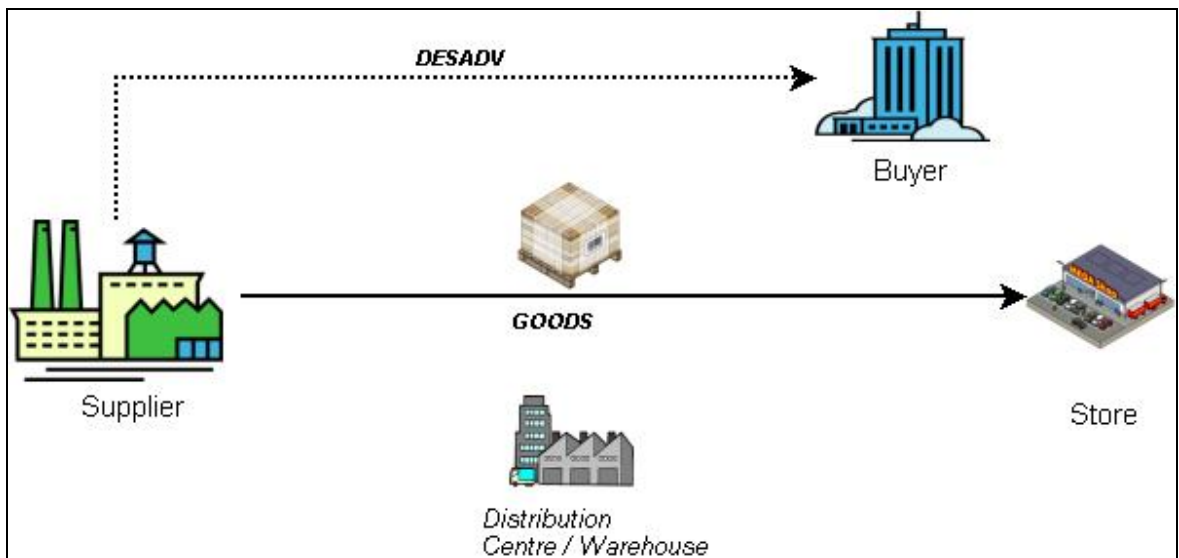 DESADV
Buyer
GOODS
Supplier
Store
Distribution
Centre / Warehouse